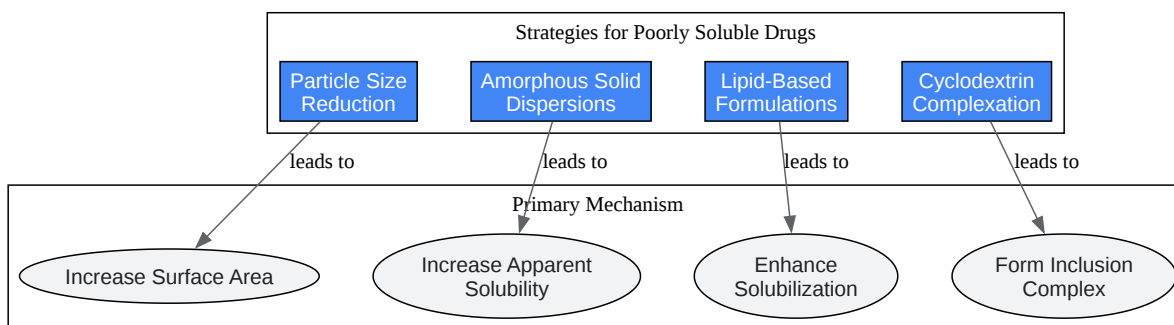 Strategies for Poorly Soluble Drugs
Particle Size
Reduction
Amorphous Solid
Dispersions
Lipid-Based
Formulations
Cyclodextrin
Complexation
leads to
leads to
leads to
leads to
Primary Mechanism
Increase Surface Area
Increase Apparent
Solubility
Enhance
Solubilization
Form Inclusion
Complex